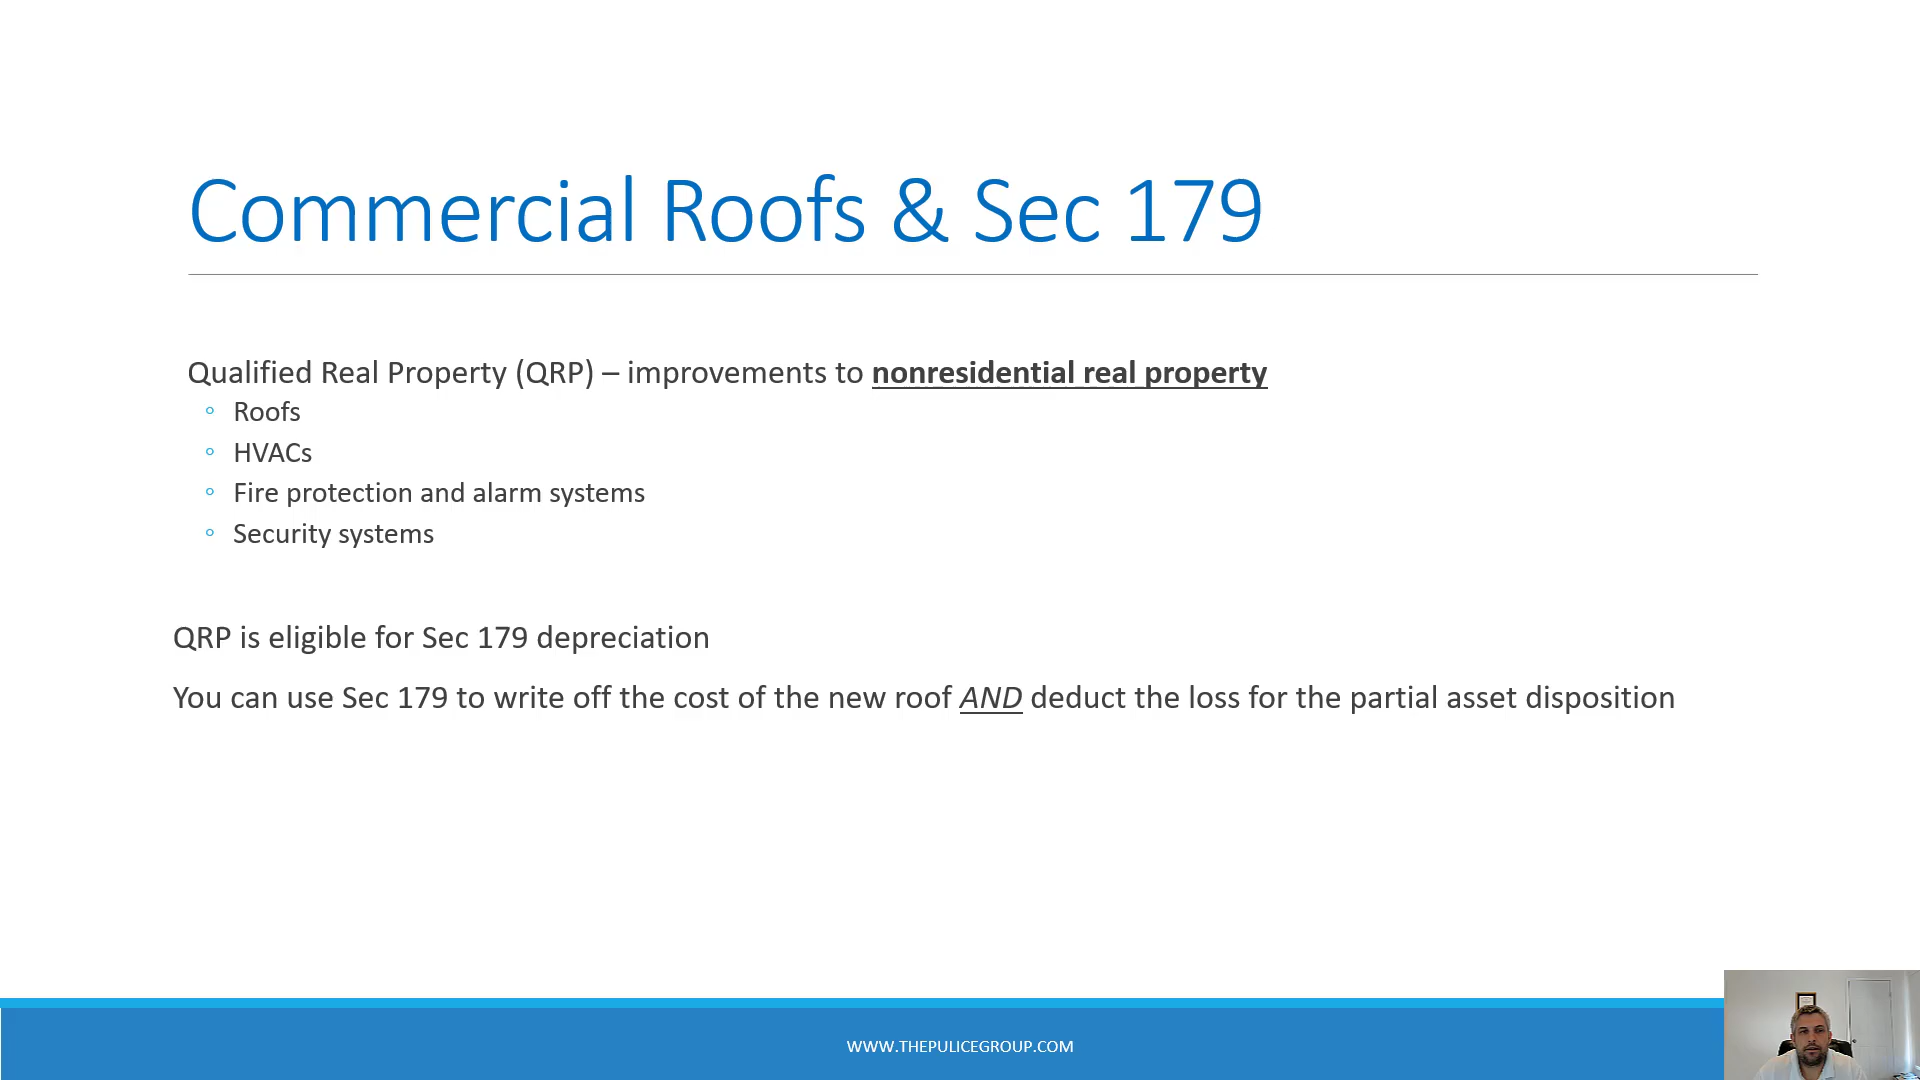 Commercial Roofs & Sec 179
Qualified Real Property (QRP) – improvements to nonresidential real property
◦ Roofs
◦ HVACs
◦ Fire protection and alarm systems
◦ Security systems
QRP is eligible for Sec 179 depreciation
You can use Sec 179 to write off the cost of the new roof AND deduct the loss for the partial asset disposition
WWW.THEPULICEGROUP.COM